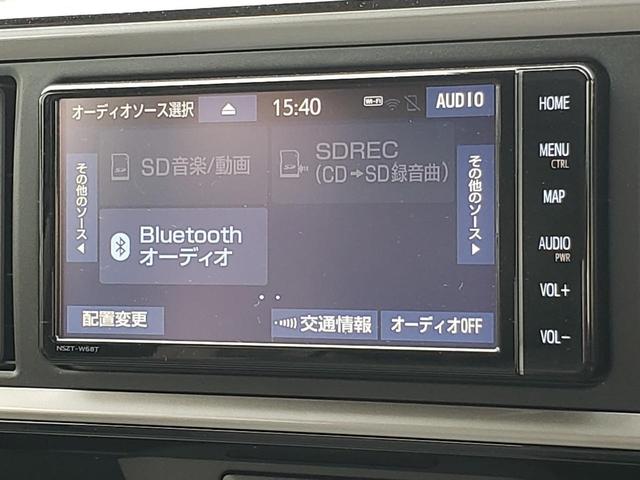 オーディオソース選択
15:40
Wi-Fi
AUDIO
その他のソース
SD音楽/動画
SDREC
(CD→SD録音曲)
その他のソース
Bluetooth
オーディオ
配置変更
交通情報
オーディオOFF
NSZT-W68T
HOME
MENU
CTRL
MAP
AUDIO
PWR
VOL+
VOL-